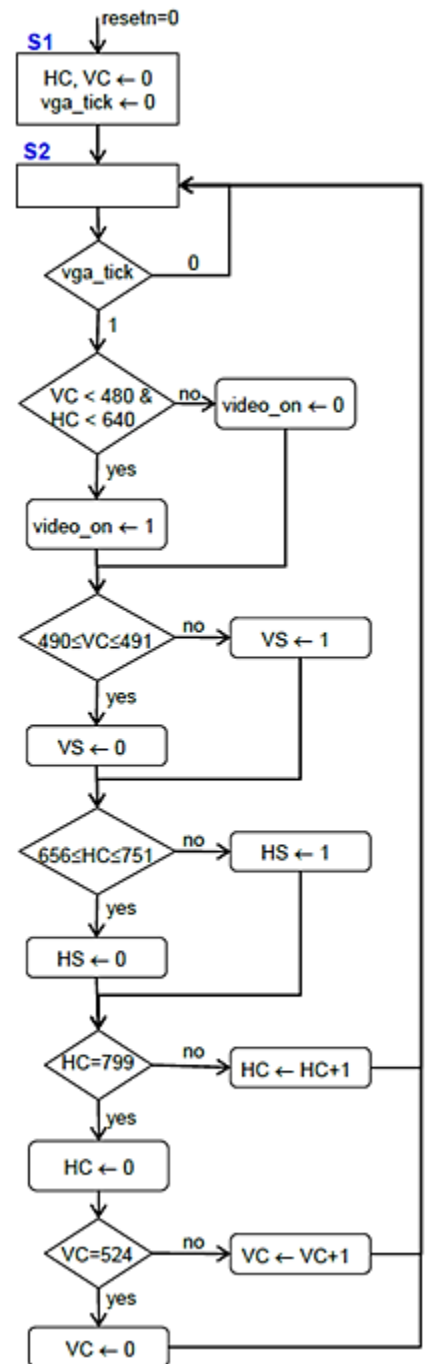 resetn=0
S1
HC, VC ← 0
vga_tick ← 0
S2
vga_tick
0
1
VC < 480 &
HC < 640
no
video_on ← 0
yes
video_on ← 1
490≤VC≤491
no
VS ← 1
yes
VS ← 0
656≤HC≤751
no
HS ← 1
yes
HS ← 0
HC=799
no
HC ← HC+1
yes
HC ← 0
VC=524
no
VC ← VC+1
yes
VC ← 0